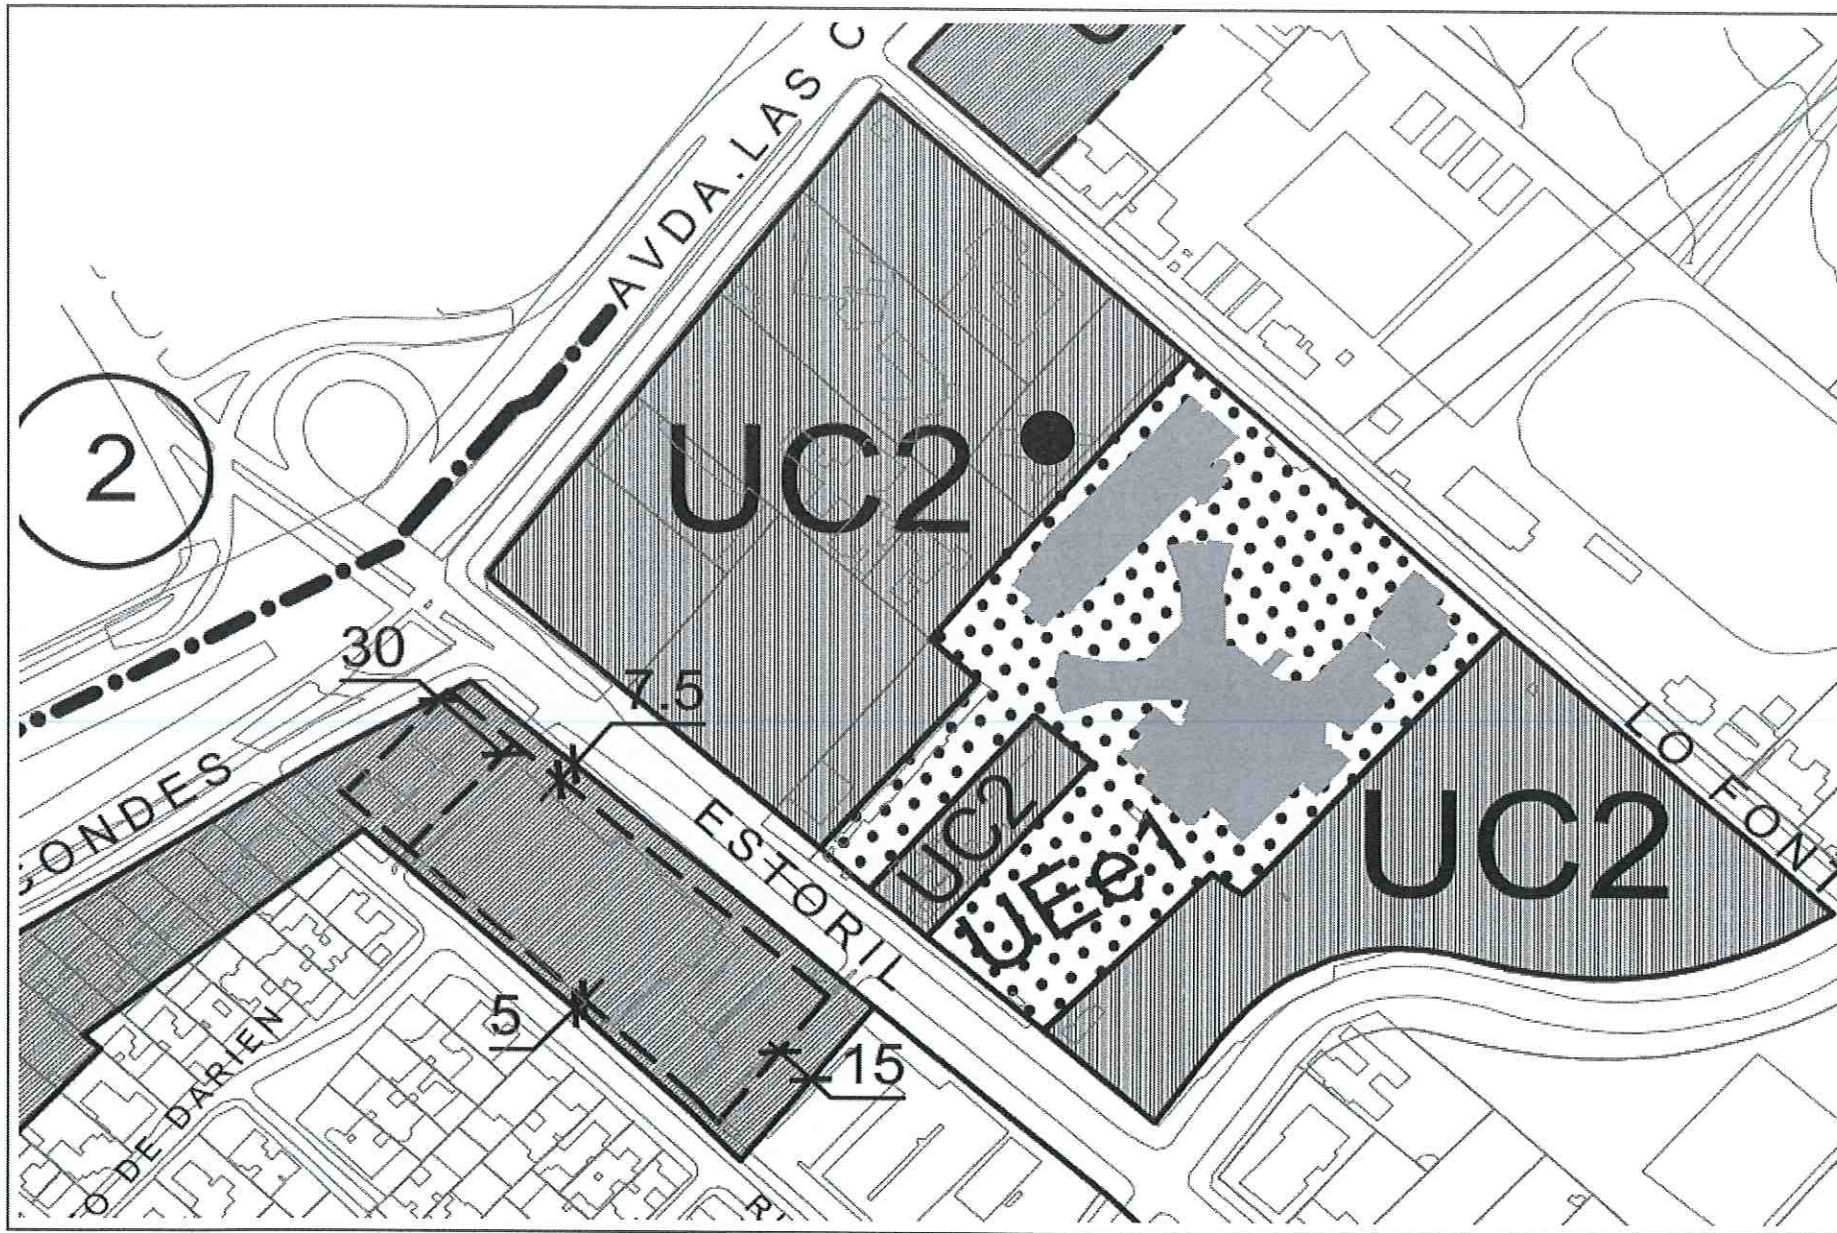 AVDA. LAS C
2
UC2
30
7.5
CONDES
ESTORIL
UC2
UEe1
UC2
LO FONT
5
15
O DE DARIEN